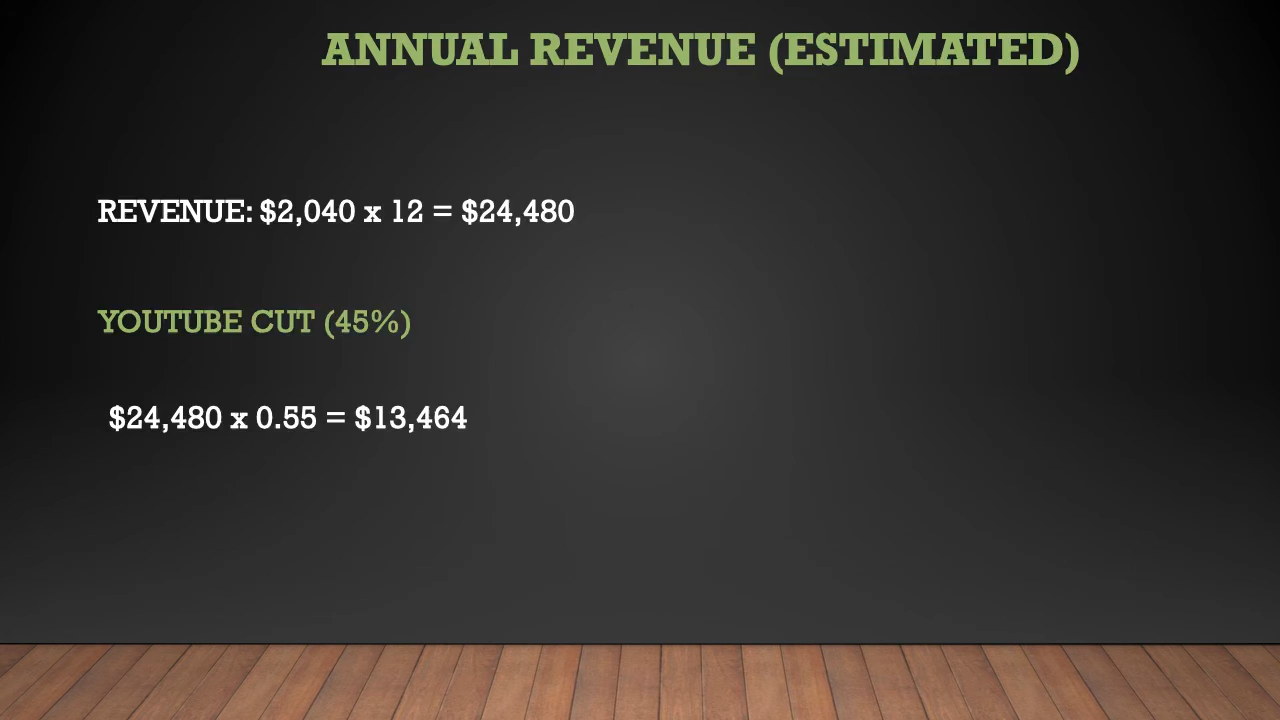 ANNUAL REVENUE (ESTIMATED)
REVENUE: $2,040 x 12 = $24,480
YOUTUBE CUT (45%)
$24,480 x 0.55 = $13,464